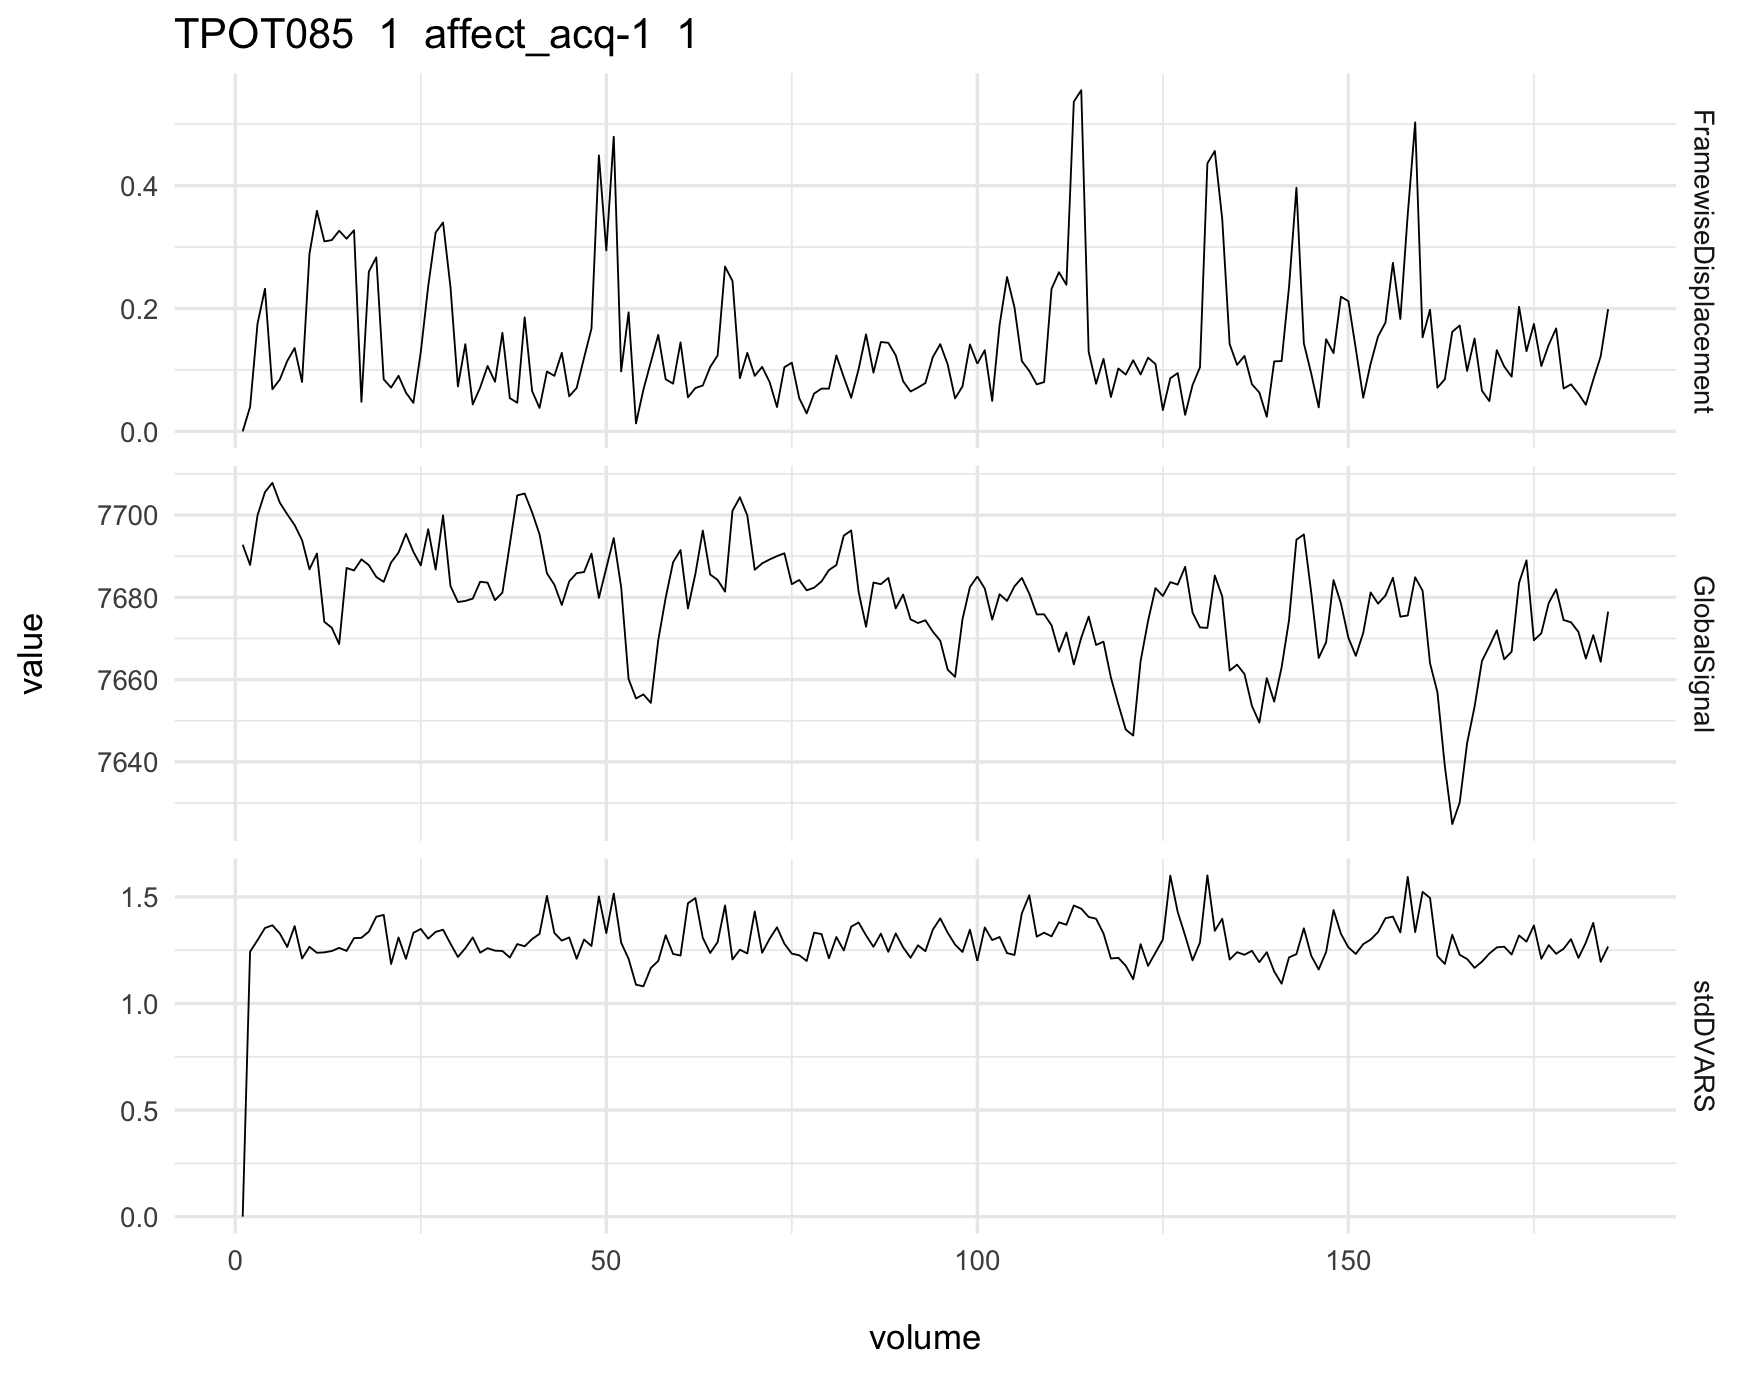 TPOT085 1 affect_acq-1 1
0.4
0.2
0.0
FramewiseDisplacement
7700
7680
7660
7640
GlobalSignal
value
1.5
1.0
0.5
0.0
stdDVARS
0 50 100 150
volume